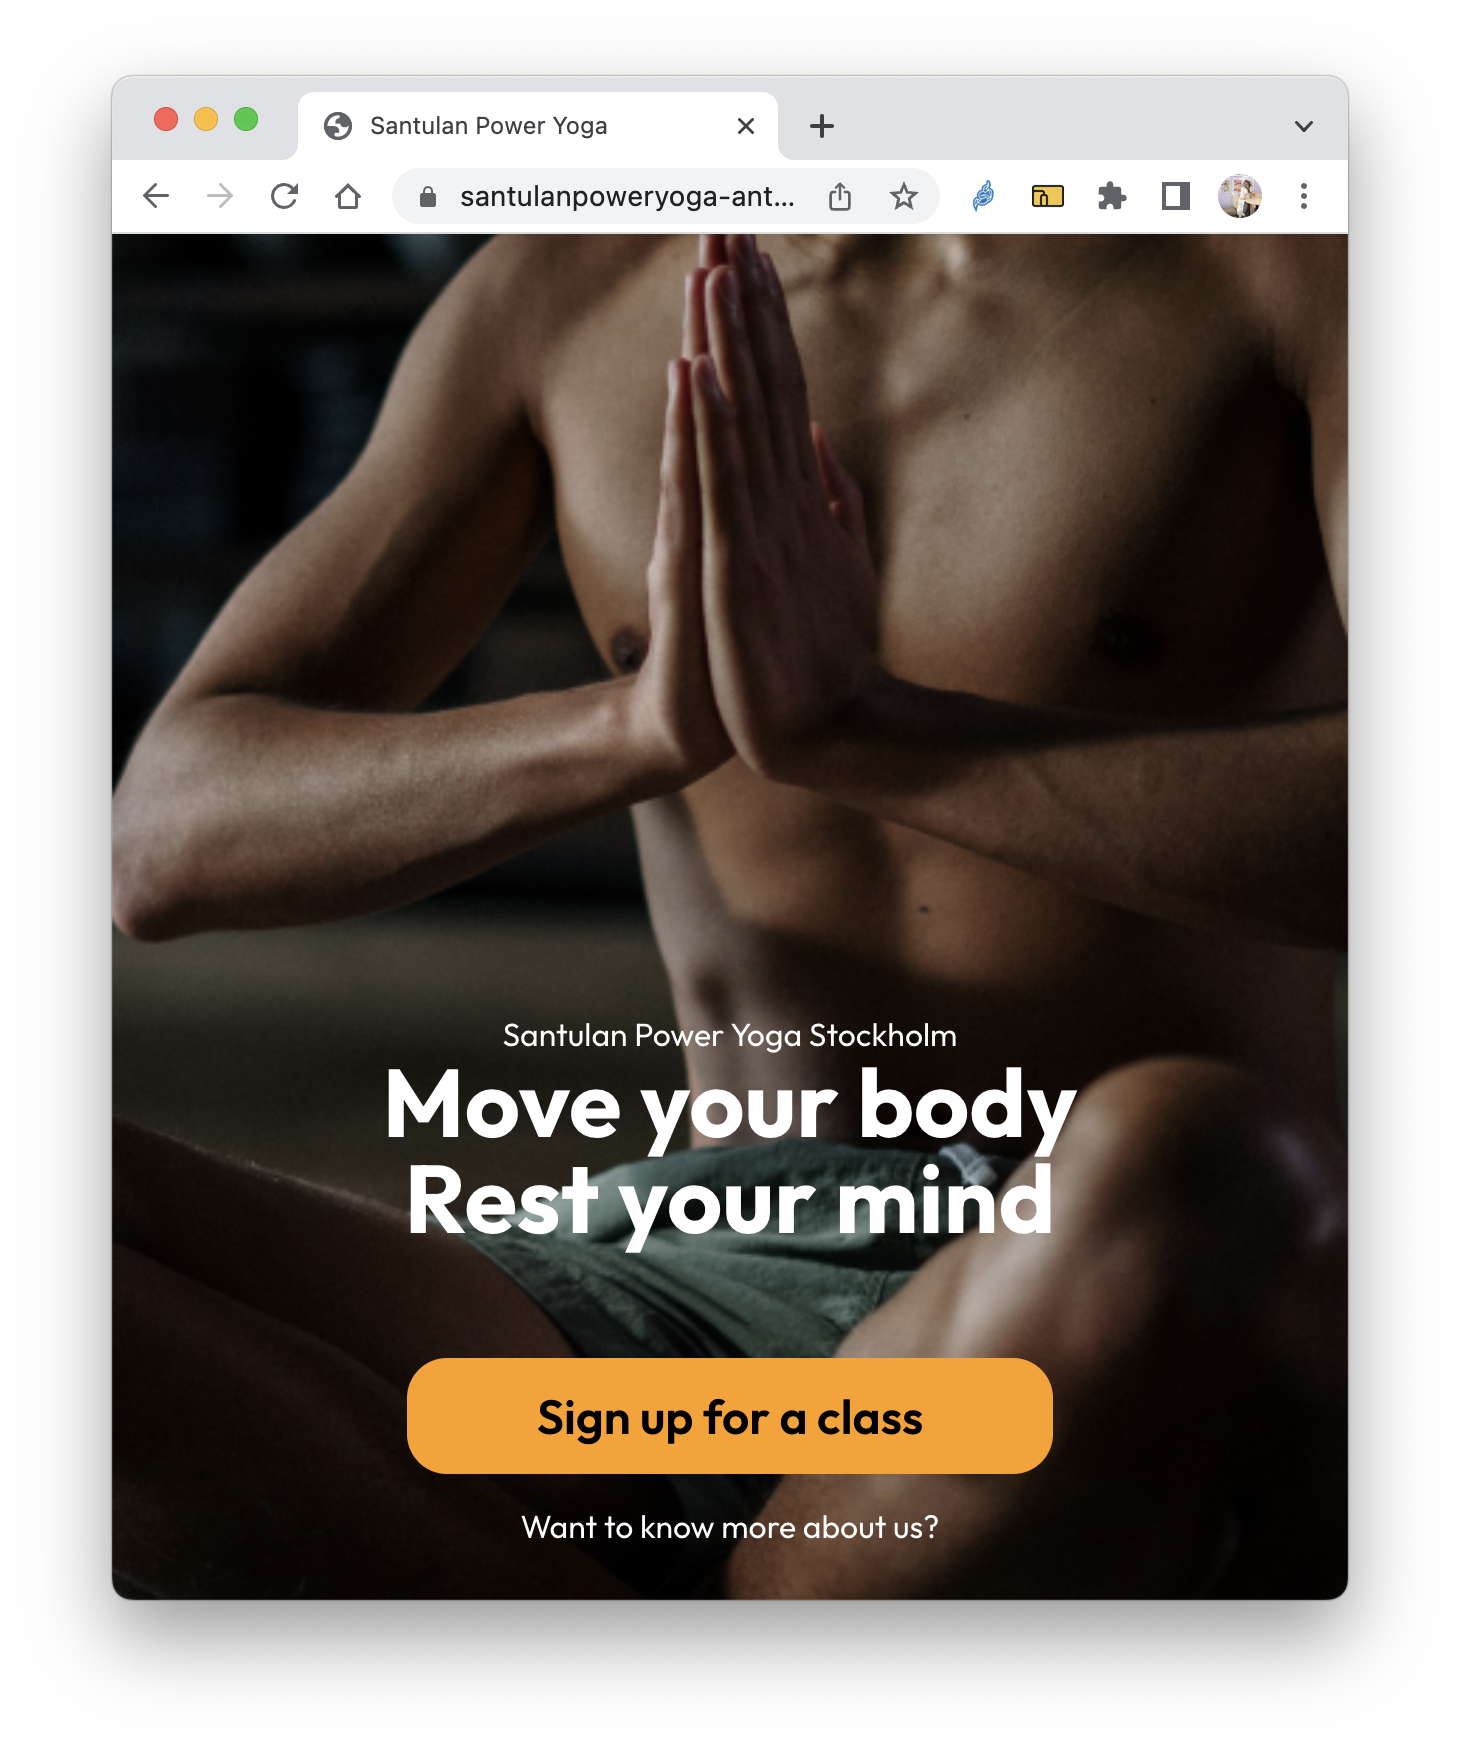 Santulan Power Yoga
santulanpoweryoga-ant...
Santulan Power Yoga Stockholm
Move your body
Rest your mind
Sign up for a class
Want to know more about us?